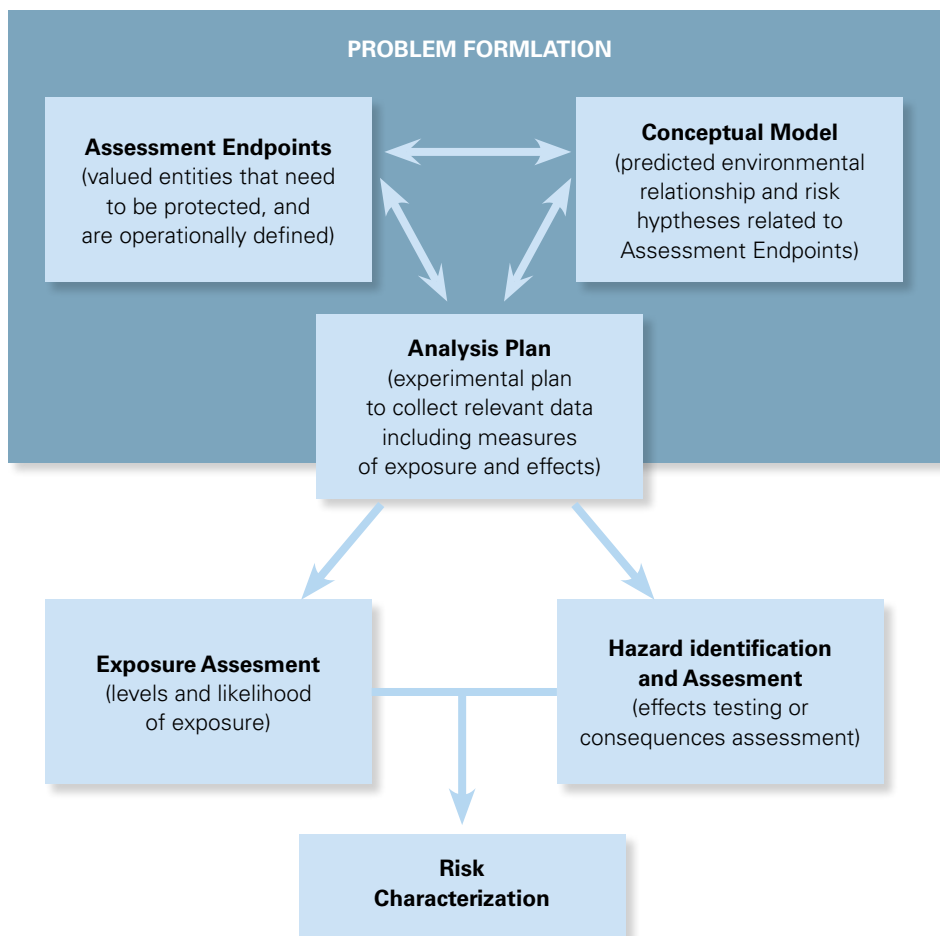 PROBLEM FORMLATION
Assessment Endpoints
(valued entities that need
to be protected, and
are operationally defined)
Conceptual Model
(predicted environmental
relationship and risk
hyptheses related to
Assessment Endpoints)
Analysis Plan
(experimental plan
to collect relevant data
including measures
of exposure and effects)
Exposure Assesment
(levels and likelihood
of exposure)
Hazard identification
and Assesment
(effects testing or
consequences assessment)
Risk
Characterization